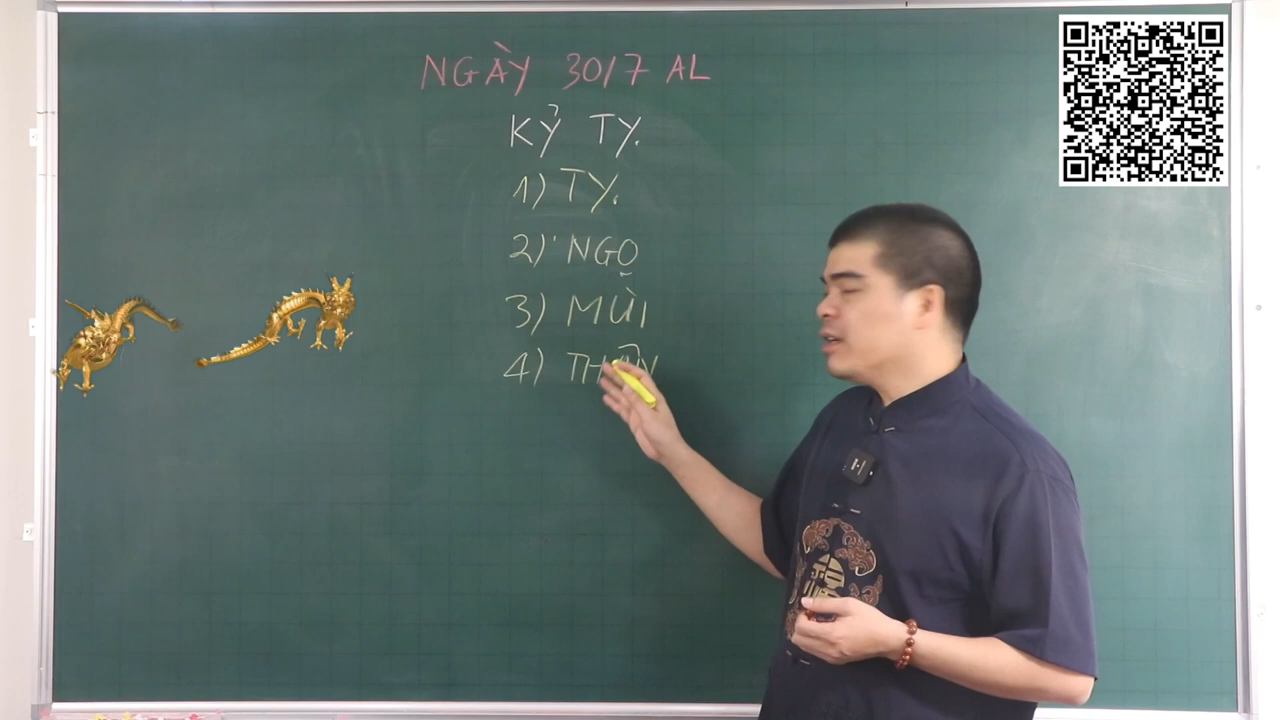 NGÀY 30/7 AL
KỶ TỴ
1) TỴ
2) NGỌ
3) MÙI
4)